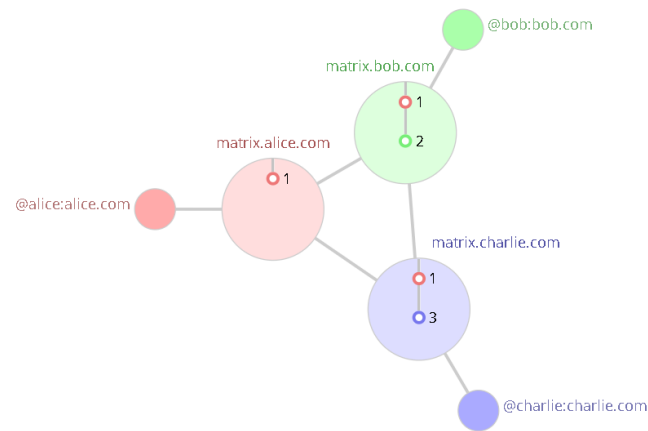 @bob:bob.com
matrix.bob.com
1
2
matrix.alice.com
1
@alice:alice.com
matrix.charlie.com
1
3
@charlie:charlie.com